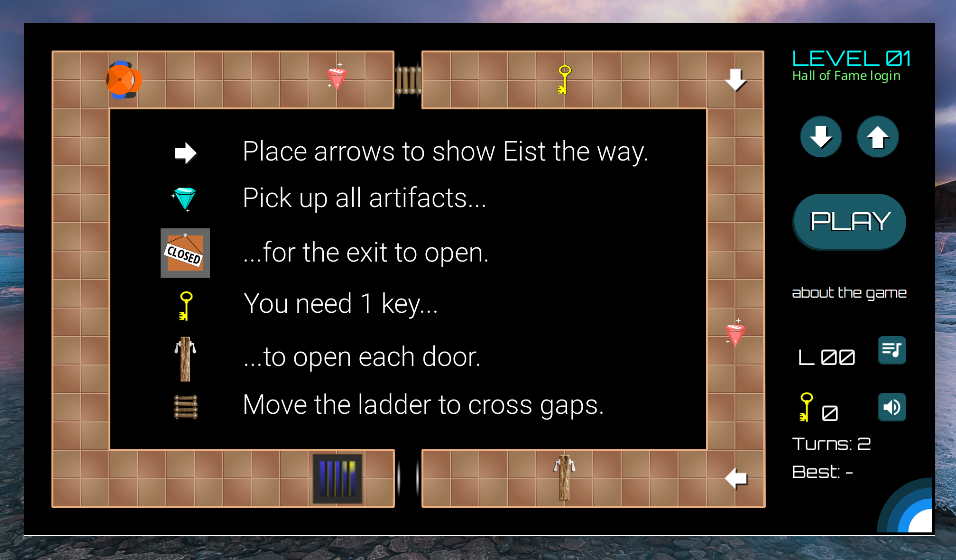 LEVEL 01
Hall of Fame login
Place arrows to show Eist the way.
Pick up all artifacts...
CLOSED
...for the exit to open.
You need 1 key...
...to open each door.
Move the ladder to cross gaps.
PLAY
about the game
L 00
0
Turns: 2
Best: -